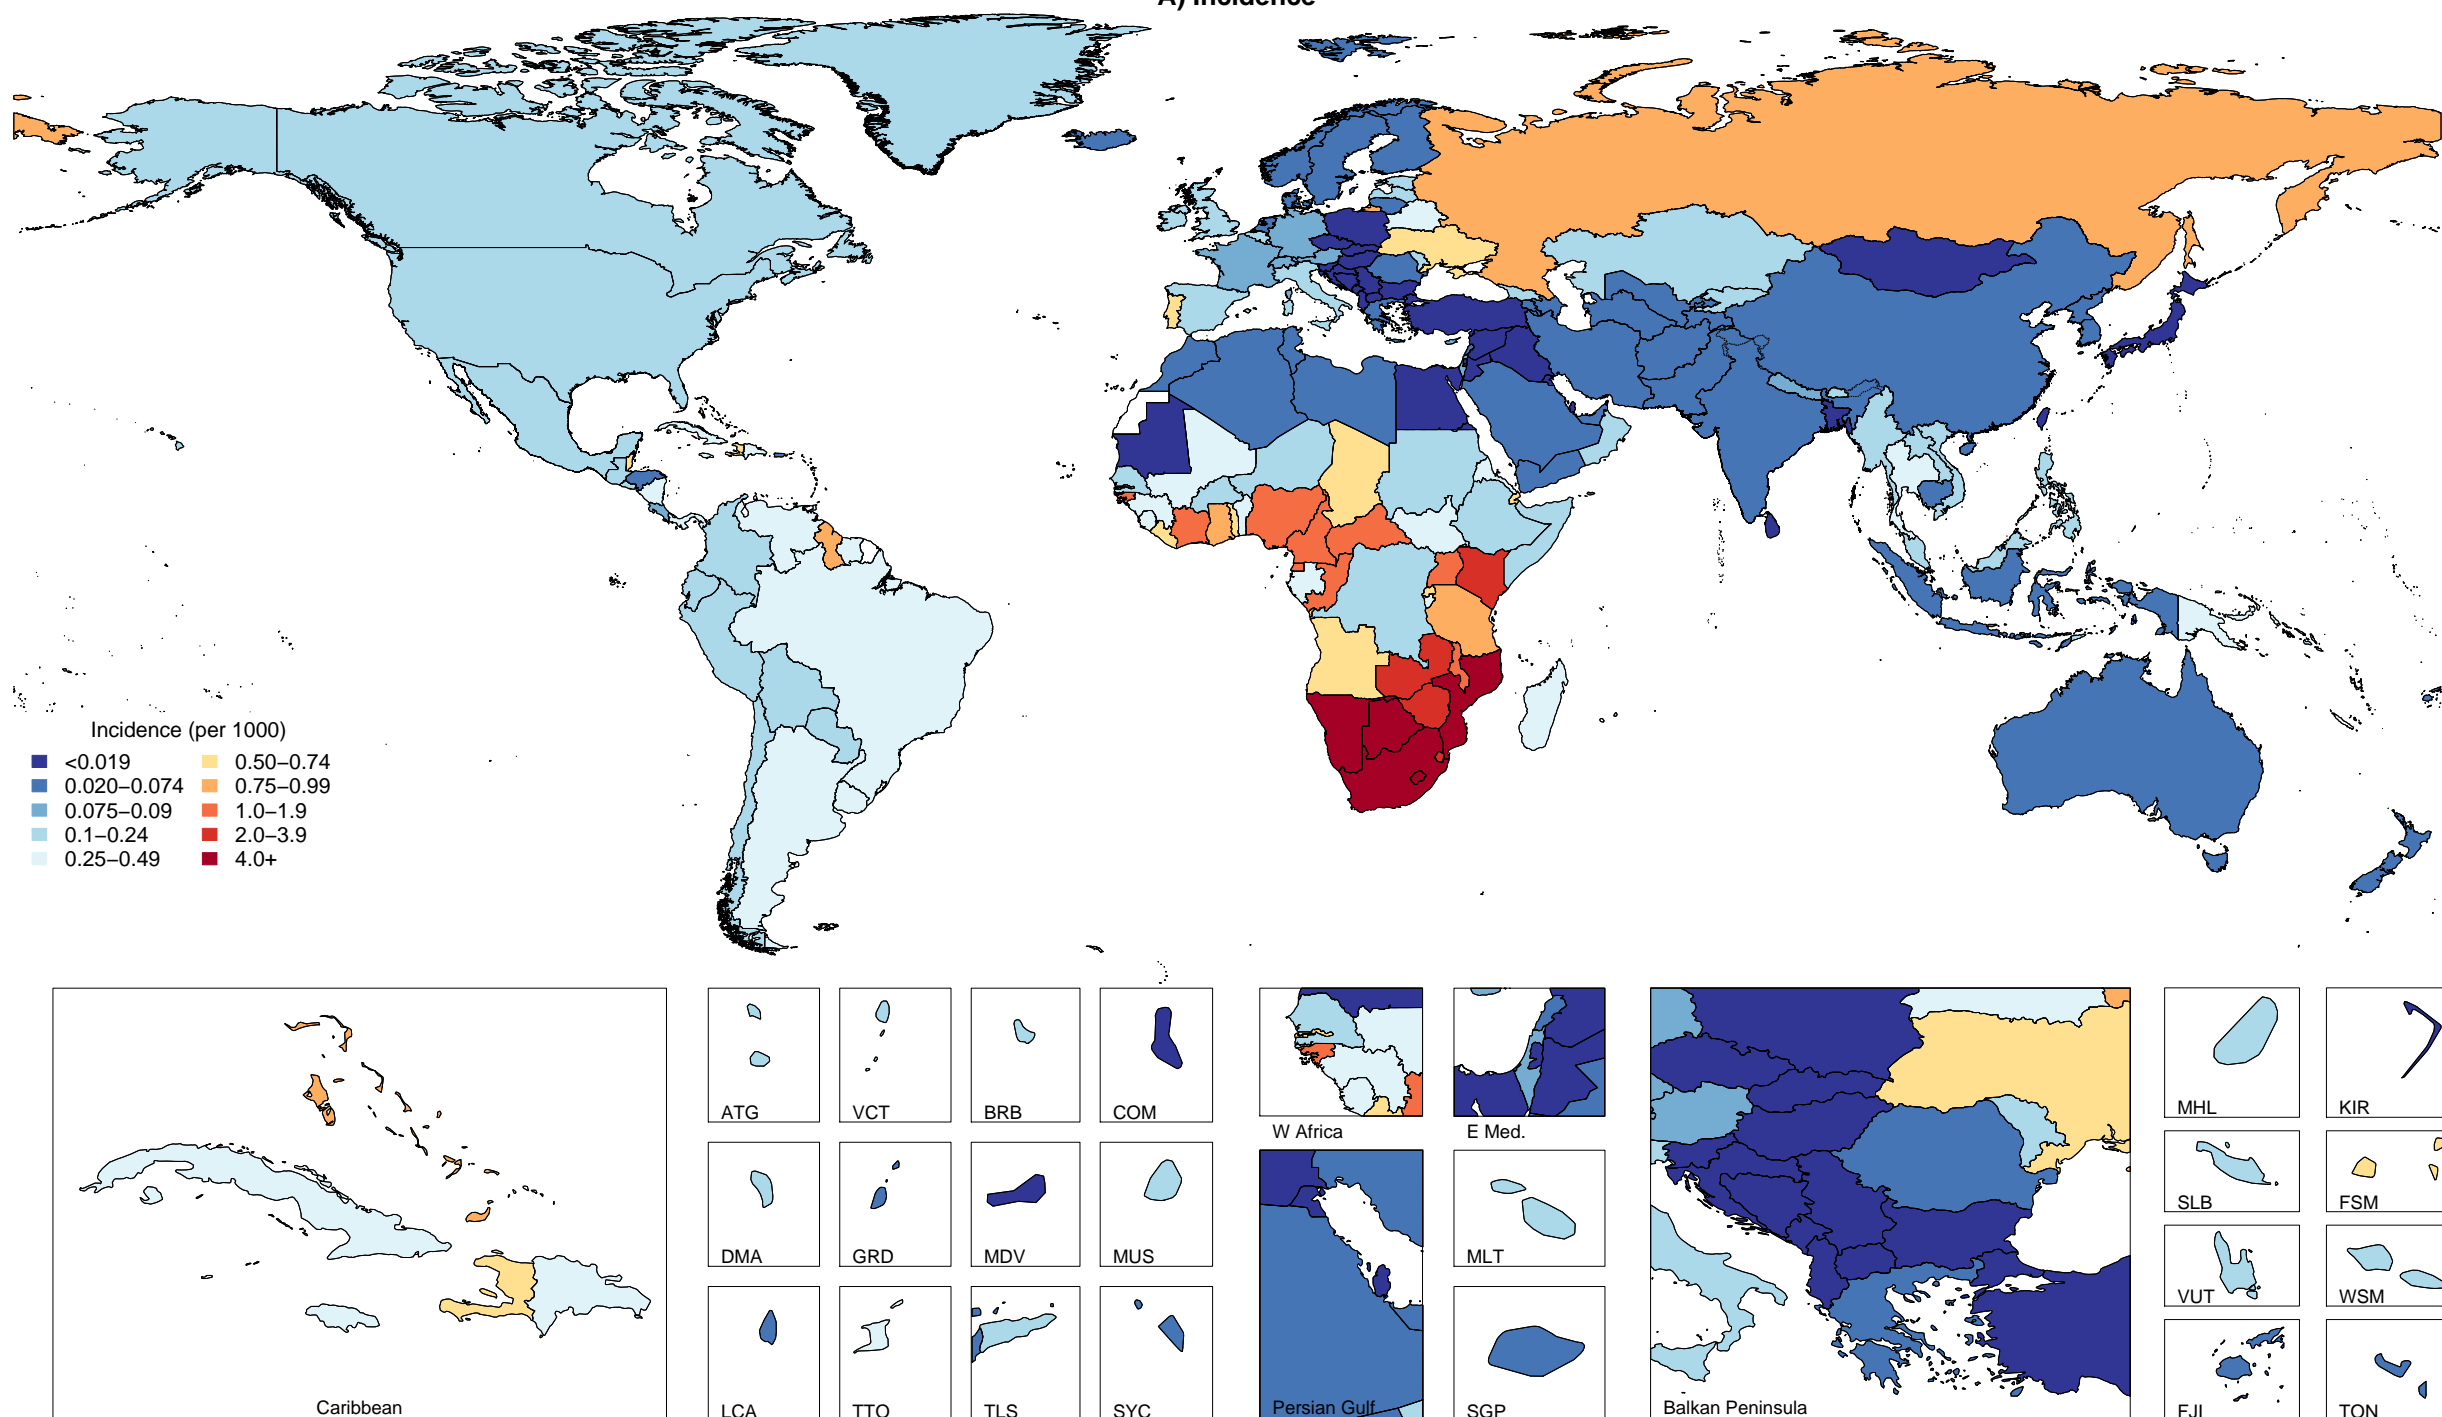 A) Incidence
Incidence (per 1000)
<0.019
0.020−0.074
0.075−0.09
0.1−0.24
0.25−0.49
0.50−0.74
0.75−0.99
1.0−1.9
2.0−3.9
4.0+
Caribbean
ATG
VCT
BRB
COM
DMA
GRD
MDV
MUS
LCA
TTO
TLS
SYC
W Africa
E Med.
Persian Gulf
MLT
SGP
Balkan Peninsula
MHL
KIR
SLB
FSM
VUT
WSM
FJI
TON